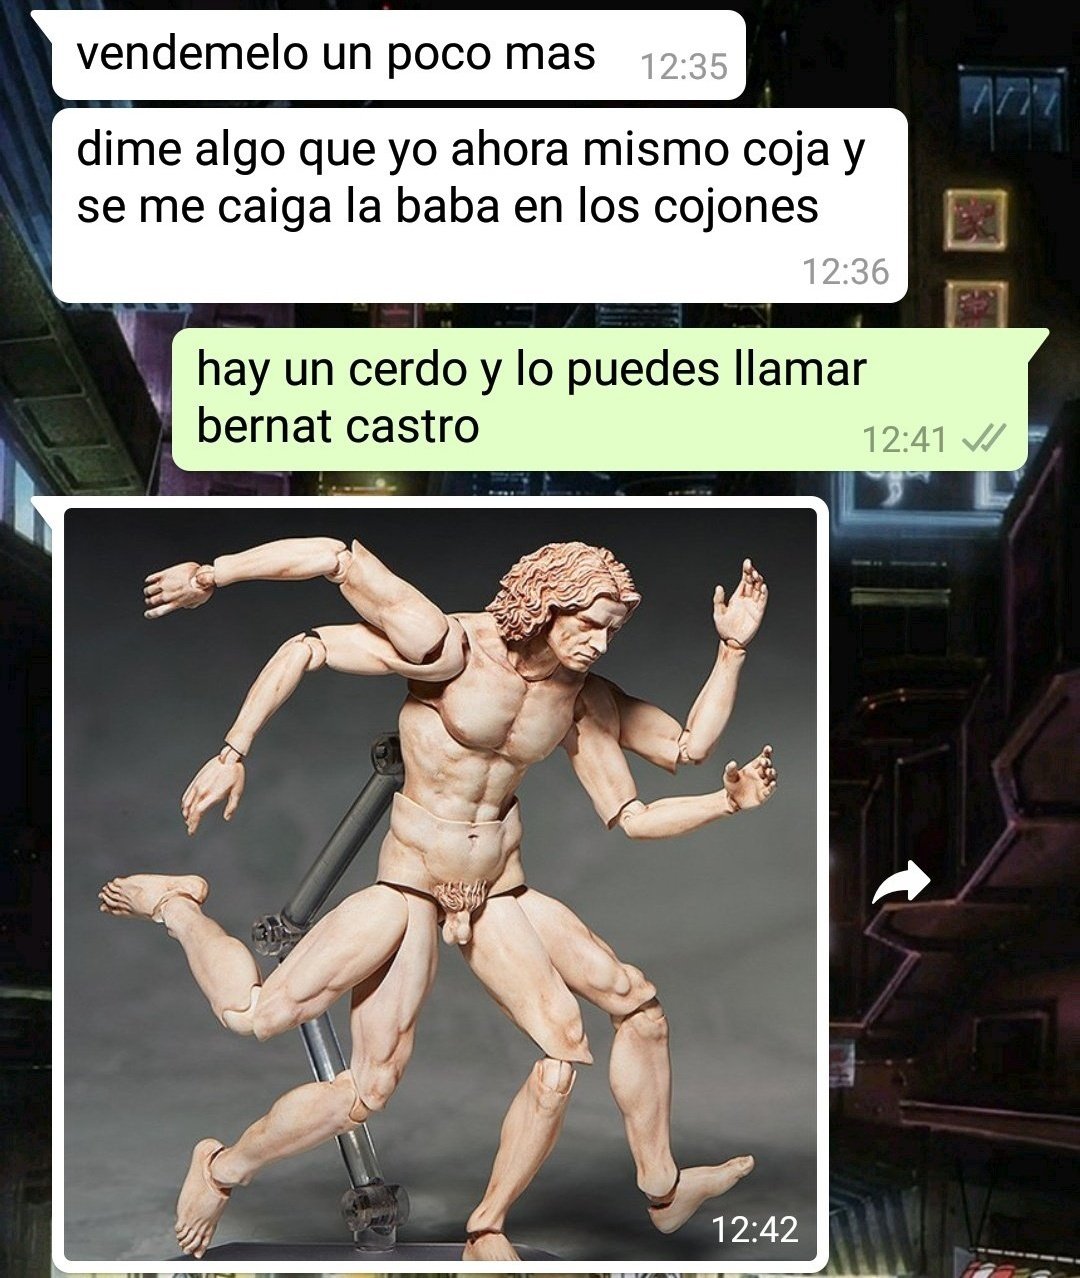 vendemelo un poco mas
12:35
dime algo que yo ahora mismo coja y
se me caiga la baba en los cojones
12:36
hay un cerdo y lo puedes llamar
bernat castro
12:41
12:42